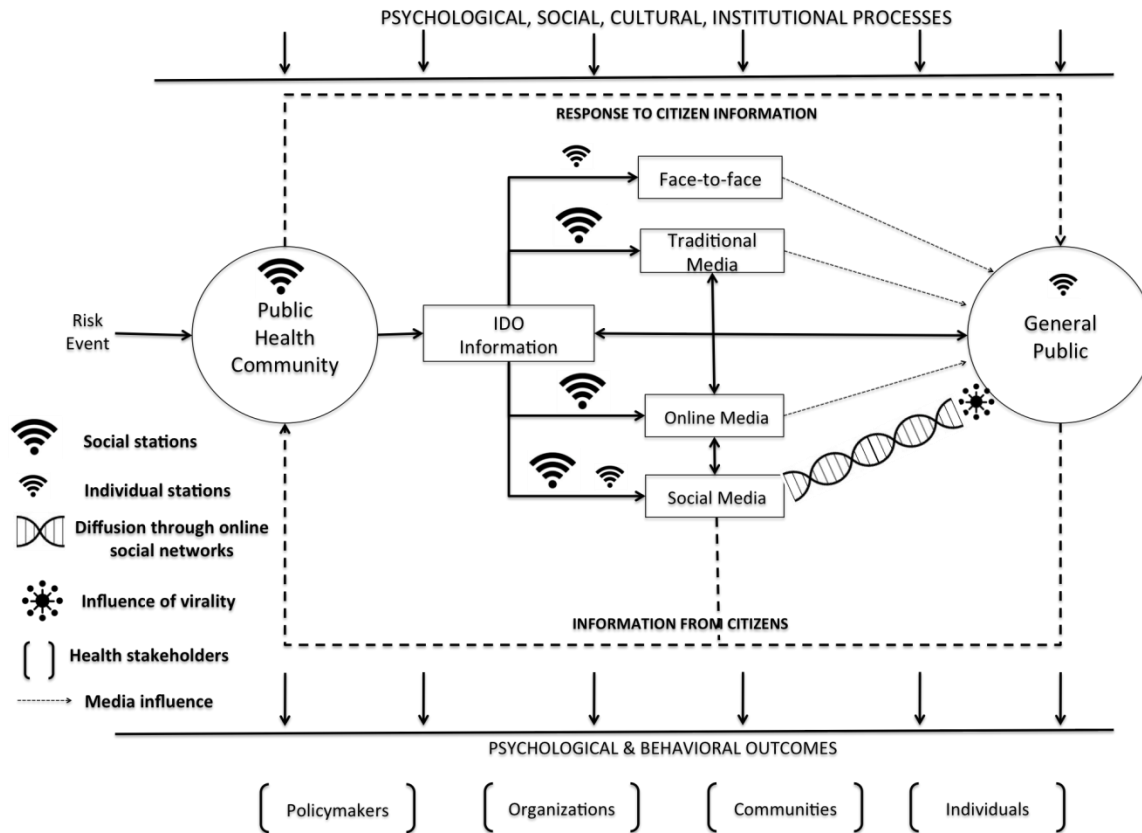 PSYCHOLOGICAL, SOCIAL, CULTURAL, INSTITUTIONAL PROCESSES
RESPONSE TO CITIZEN INFORMATION
Face-to-face
Traditional
Media
Public
Health
Community
Risk
Event
IDO
Information
General
Public
Online Media
Social Media
Social stations
Individual stations
Diffusion through online
social networks
Influence of virality
Health stakeholders
Media influence
INFORMATION FROM CITIZENS
PSYCHOLOGICAL & BEHAVIORAL OUTCOMES
Policymakers
Organizations
Communities
Individuals